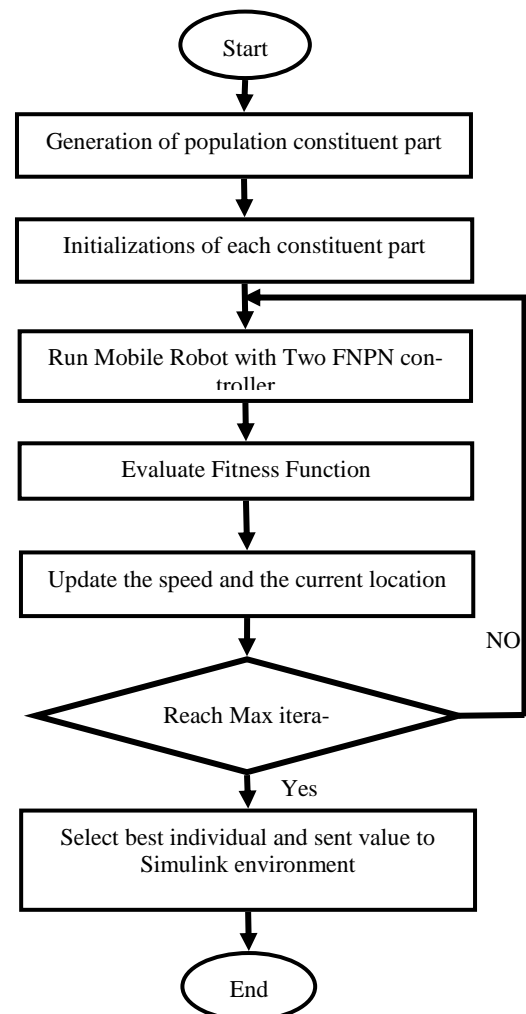 Start
Generation of population constituent part
Initializations of each constituent part
Run Mobile Robot with Two FNPN con-
troller
Evaluate Fitness Function
Update the speed and the current location
NO
Reach Max itera-
Yes
Select best individual and sent value to
Simulink environment
End